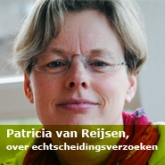 Patricia van Reijsen,
over echtscheidingsverzoeken